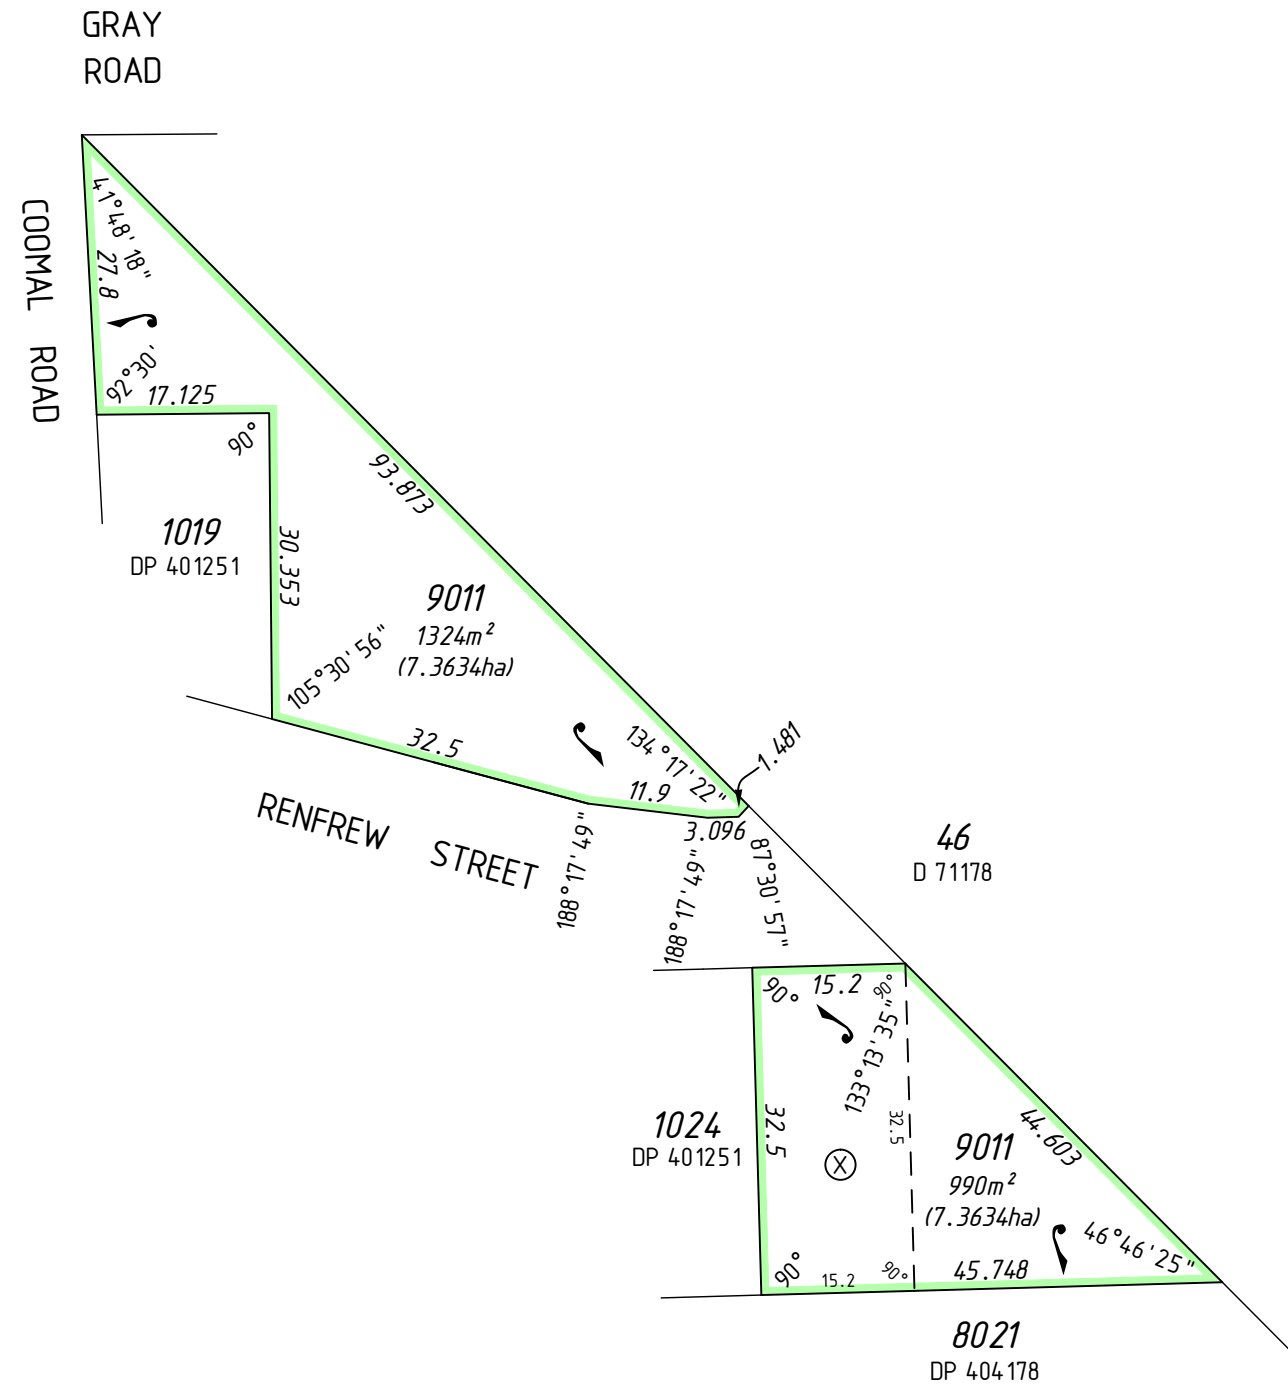 GRAY
ROAD
COOMAL ROAD
41°48'18"
27.8
92°30'
17.125
90°
93.873
1019
DP 401251
30.353
9011
1324m²
(7.3634ha)
105°30'56"
32.5
134°17'22"
1.481
11.9
3.096
RENFREW STREET
188°17'49"
188°17'49"
87°30'57"
46
D 71178
90°
15.2
90°
133°13'35"
32.5
32.5
44.603
1024
DP 401251
X
9011
990m²
(7.3634ha)
46°46'25"
90°
15.2
90°
45.748
8021
DP 404178